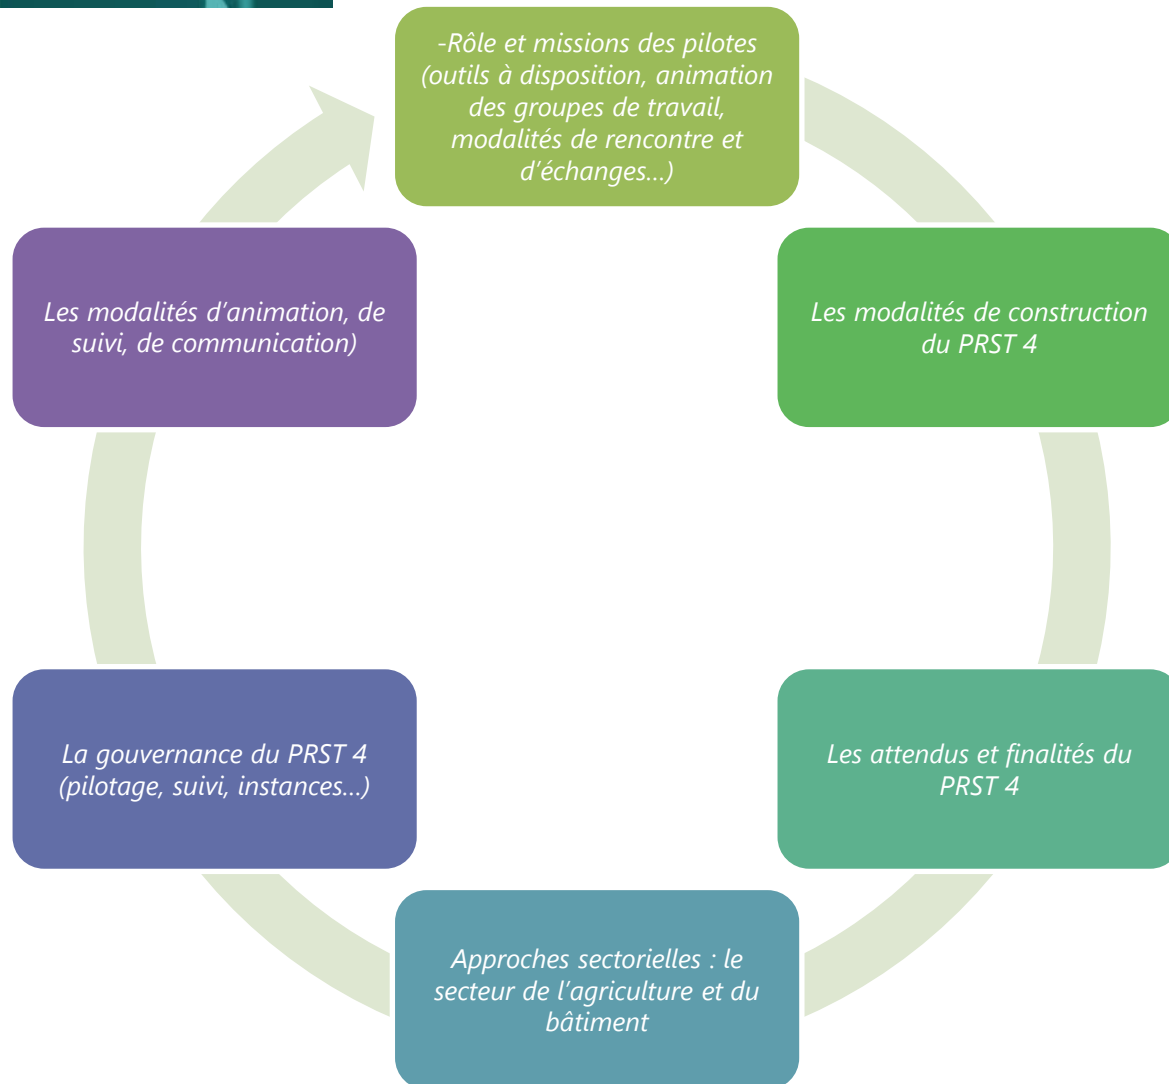 -Rôle et missions des pilotes
(outils à disposition, animation
des groupes de travail,
modalités de rencontre et
d'échanges...)
Les modalités de construction
du PRST 4
Les attendus et finalités du
PRST 4
Approches sectorielles : le
secteur de l'agriculture et du
bâtiment
La gouvernance du PRST 4
(pilotage, suivi, instances...)
Les modalités d'animation, de
suivi, de communication)